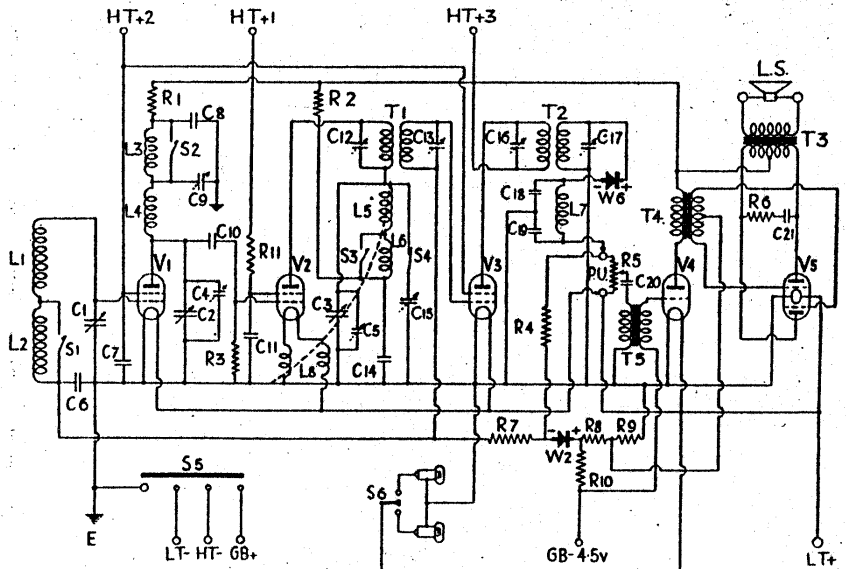 HT+2 HT+1 HT+3
L.S.
R1 C8 R2 T1 T2 T3
L3 S2 C12 C13 C16 C17
C9 W6
L4 C18 L7 R6
C10 L5 T4 C21
R11 L6 C19
L1 V1 V2 S3 S4 V3 R5 V4 V5
C4 P.U. C20
C1 C2 C3 C15
L2 C5 R4
S1 C7 R3 C11 T5
C6 L8 C14
R7 R8 R9
W2
S5 S6 R10
E LT- HT- GB+ GB-4·5v LT+